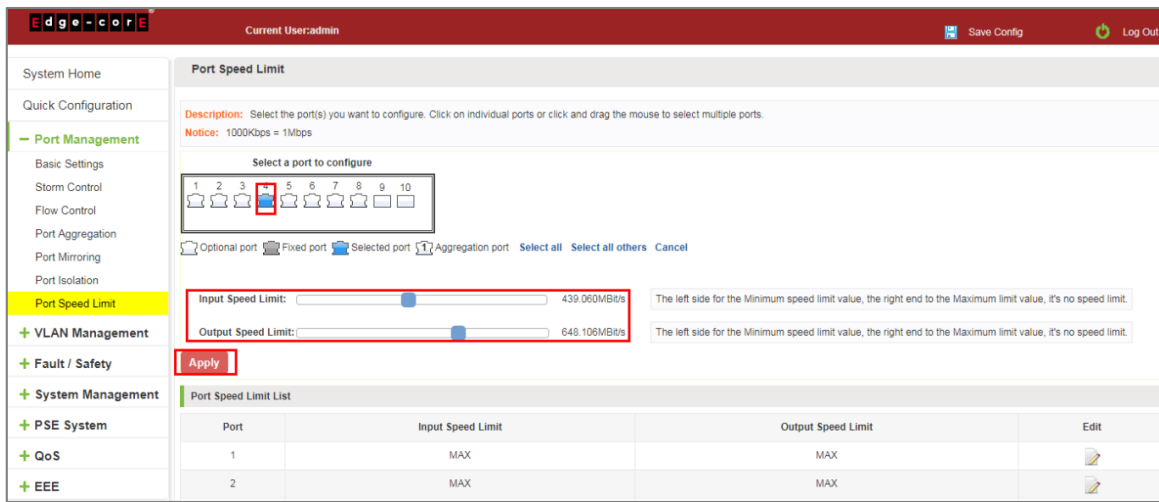 Edge-corE®
Current User:admin
Save Config
Log Out
System Home
Quick Configuration
− Port Management
Basic Settings
Storm Control
Flow Control
Port Aggregation
Port Mirroring
Port Isolation
Port Speed Limit
+ VLAN Management
+ Fault / Safety
+ System Management
+ PSE System
+ QoS
+ EEE
Port Speed Limit
Description: Select the port(s) you want to configure. Click on individual ports or click and drag the mouse to select multiple ports.
Notice: 1000Kbps = 1Mbps
Select a port to configure
1 2 3 4 5 6 7 8 9 10
Optional port Fixed port Selected port 1 Aggregation port Select all Select all others Cancel
Input Speed Limit: 439.060MBit/s The left side for the Minimum speed limit value, the right end to the Maximum limit value, it's no speed limit.
Output Speed Limit: 648.106MBit/s The left side for the Minimum speed limit value, the right end to the Maximum limit value, it's no speed limit.
Apply
Port Speed Limit List
Port Input Speed Limit Output Speed Limit Edit
1 MAX MAX
2 MAX MAX